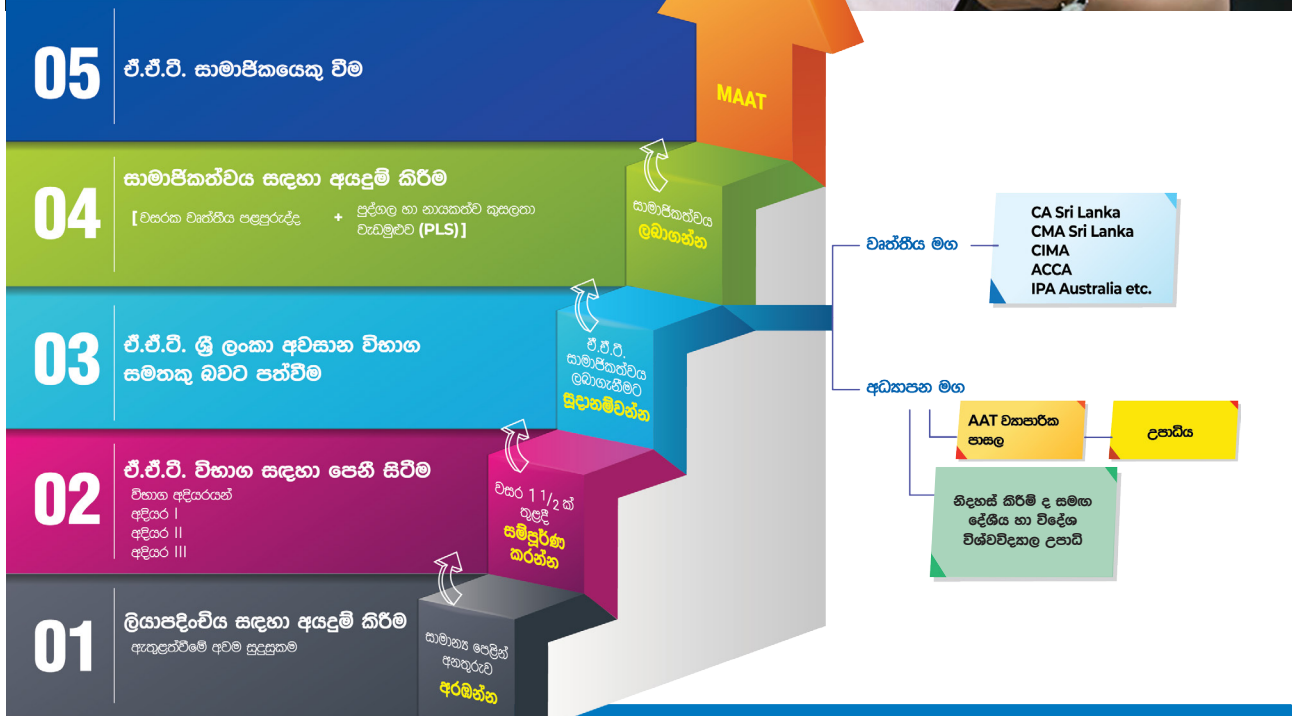 05
ඒ.ඒ.ටී. සාමාජිකයෙකු වීම
MAAT
04
සාමාජිකත්වය සඳහා අයදුම් කිරීම
[වසරක වෘත්තීය පළපුරුද්ද + පුද්ගල හා නායකත්ව කුසලතා
වැඩමුළුව (PLS)]
සාමාජිකත්වය
ලබාගන්න
03
ඒ.ඒ.ටී. ශ්‍රී ලංකා අවසාන විභාග
සමතකු බවට පත්වීම
ඒ.ඒ.ටී.
සාමාජිකත්වය
ලබාගැනීමට
සූදානම්වන්න
02
ඒ.ඒ.ටී. විභාග සඳහා පෙනී සිටීම
විභාග අදියරයන්
අදියර I
අදියර II
අදියර III
වසර 1 1/2 ක්
තුළදී
සම්පූර්ණ
කරන්න
01
ලියාපදිංචිය සඳහා අයදුම් කිරීම
ඇතුළත්වීමේ අවම සුදුසුකම
සාමාන්‍ය පෙළින්
අනතුරුව
අරඹන්න
වෘත්තීය මග
CA Sri Lanka
CMA Sri Lanka
CIMA
ACCA
IPA Australia etc.
අධ්‍යාපන මග
AAT ව්‍යාපාරික
පාසල
උපාධිය
නිදහස් කිරීම් ද සමඟ
දේශීය හා විදේශ
විශ්වවිද්‍යාල උපාධි